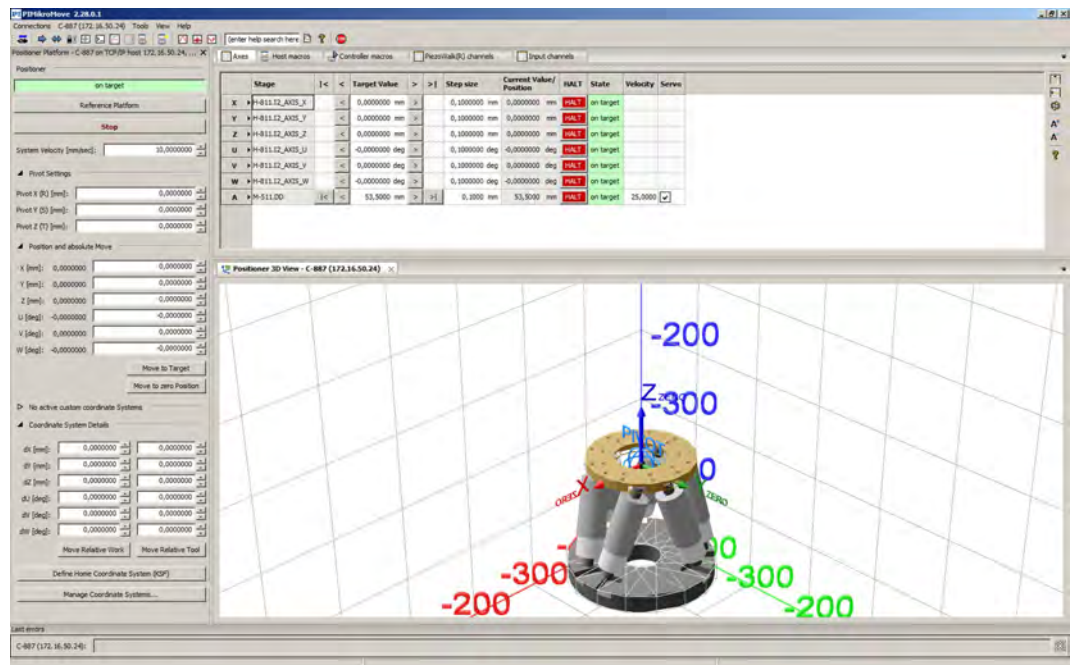 PIMikroMove 2.28.0.1
Connections C-887 (172.16.50.24) Tools View Help
[enter help search here]
Positioner Platform - C-887 on TCP/IP host 172.16.50.24, ... X
Positioner
on target
Reference Platform
Stop
System Velocity [mm/sec]: 10,0000000
Pivot Settings
Pivot X (R) [mm]: 0,0000000
Pivot Y (S) [mm]: 0,0000000
Pivot Z (T) [mm]: 0,0000000
Position and absolute Move
X [mm]: 0,0000000 0,0000000
Y [mm]: 0,0000000 0,0000000
Z [mm]: 0,0000000 0,0000000
U [deg]: -0,0000000 -0,0000000
V [deg]: 0,0000000 0,0000000
W [deg]: -0,0000000 -0,0000000
Move to Target
Move to zero Position
No active custom coordinate Systems
Coordinate System Details
dX [mm]: 0,0000000 0,0000000
dY [mm]: 0,0000000 0,0000000
dZ [mm]: 0,0000000 0,0000000
dU [deg]: 0,0000000 0,0000000
dV [deg]: 0,0000000 0,0000000
dW [deg]: 0,0000000 0,0000000
Move Relative Work Move Relative Tool
Define Home Coordinate System (KSF)
Manage Coordinate Systems...
Axes Host macros Controller macros PiezoWalk(R) channels Input channels
Stage |< < Target Value > >| Step size Current Value/ Position HALT State Velocity Servo
X H-811.I2_AXIS_X < 0,0000000 mm > 0,1000000 mm 0,0000000 mm HALT on target
Y H-811.I2_AXIS_Y < 0,0000000 mm > 0,1000000 mm 0,0000000 mm HALT on target
Z H-811.I2_AXIS_Z < 0,0000000 mm > 0,1000000 mm 0,0000000 mm HALT on target
U H-811.I2_AXIS_U < -0,0000000 deg > 0,1000000 deg -0,0000000 deg HALT on target
V H-811.I2_AXIS_V < 0,0000000 deg > 0,1000000 deg 0,0000000 deg HALT on target
W H-811.I2_AXIS_W < -0,0000000 deg > 0,1000000 deg -0,0000000 deg HALT on target
A M-511.DD |< < 53,5000 mm > >| 0,1000 mm 53,5000 mm HALT on target 25,0000
Positioner 3D View - C-887 (172.16.50.24)
-200
Z ZERO
-300
PIVOT
0
X
ZERO
ZERO
0
-300
-300
-200
-200
Last errors
C-887 (172.16.50.24):